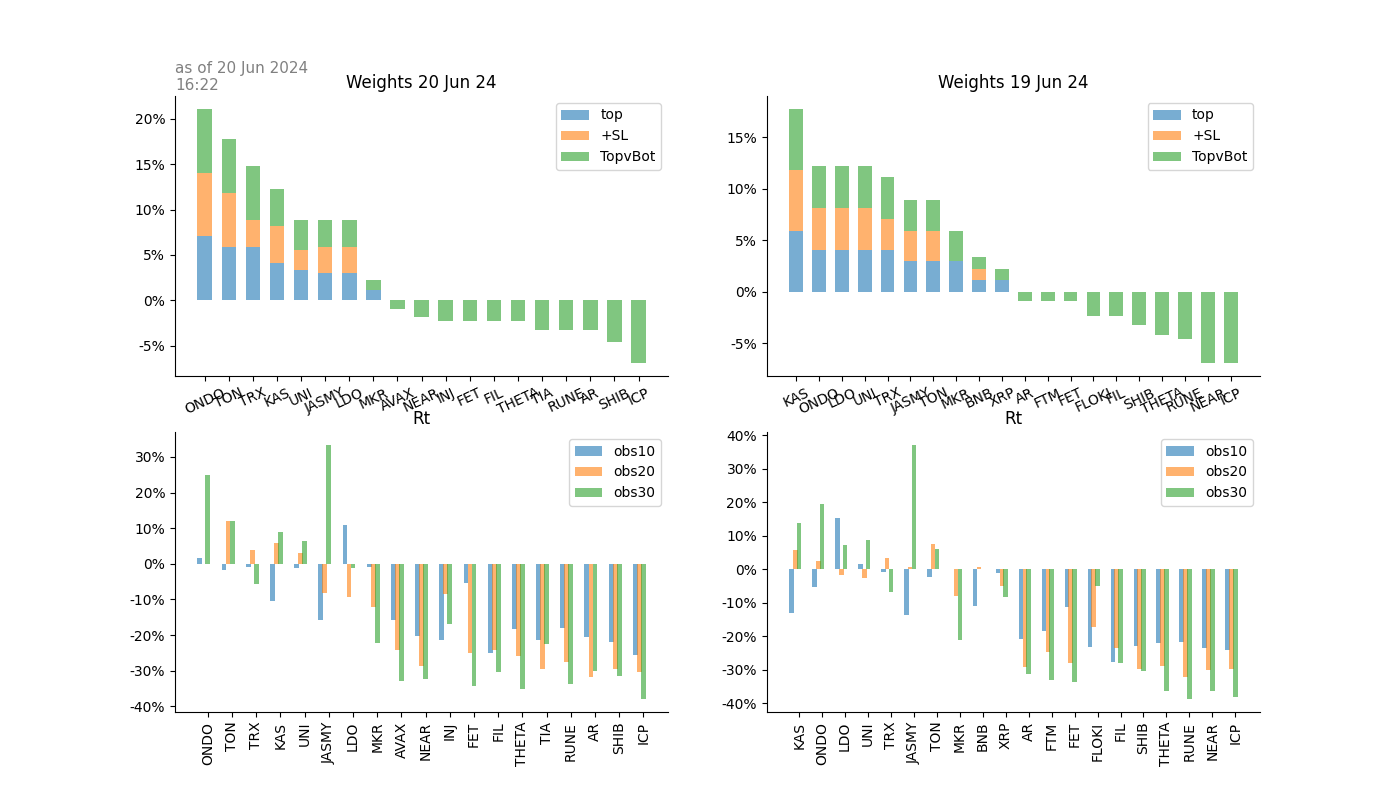 as of 20 Jun 2024
16:22
Weights 20 Jun 24
20%
15%
10%
5%
0%
-5%
top
+SL
TopvBot
ONDO TON TRX KAS UNI JASMY LDO MKR AVAX NEAR INJ FET FIL THETA TIA RUNE AR SHIB ICP
Weights 19 Jun 24
15%
10%
5%
0%
-5%
top
+SL
TopvBot
KAS ONDO LDO UNI TRX JASMY TON MKR BNB XRP AR FTM FET FLOKI FIL SHIB THETA RUNE NEAR ICP
Rt
30%
20%
10%
0%
-10%
-20%
-30%
-40%
obs10
obs20
obs30
ONDO TON TRX KAS UNI JASMY LDO MKR AVAX NEAR INJ FET FIL THETA TIA RUNE AR SHIB ICP
Rt
40%
30%
20%
10%
0%
-10%
-20%
-30%
-40%
obs10
obs20
obs30
KAS ONDO LDO UNI TRX JASMY TON MKR BNB XRP AR FTM FET FLOKI FIL SHIB THETA RUNE NEAR ICP